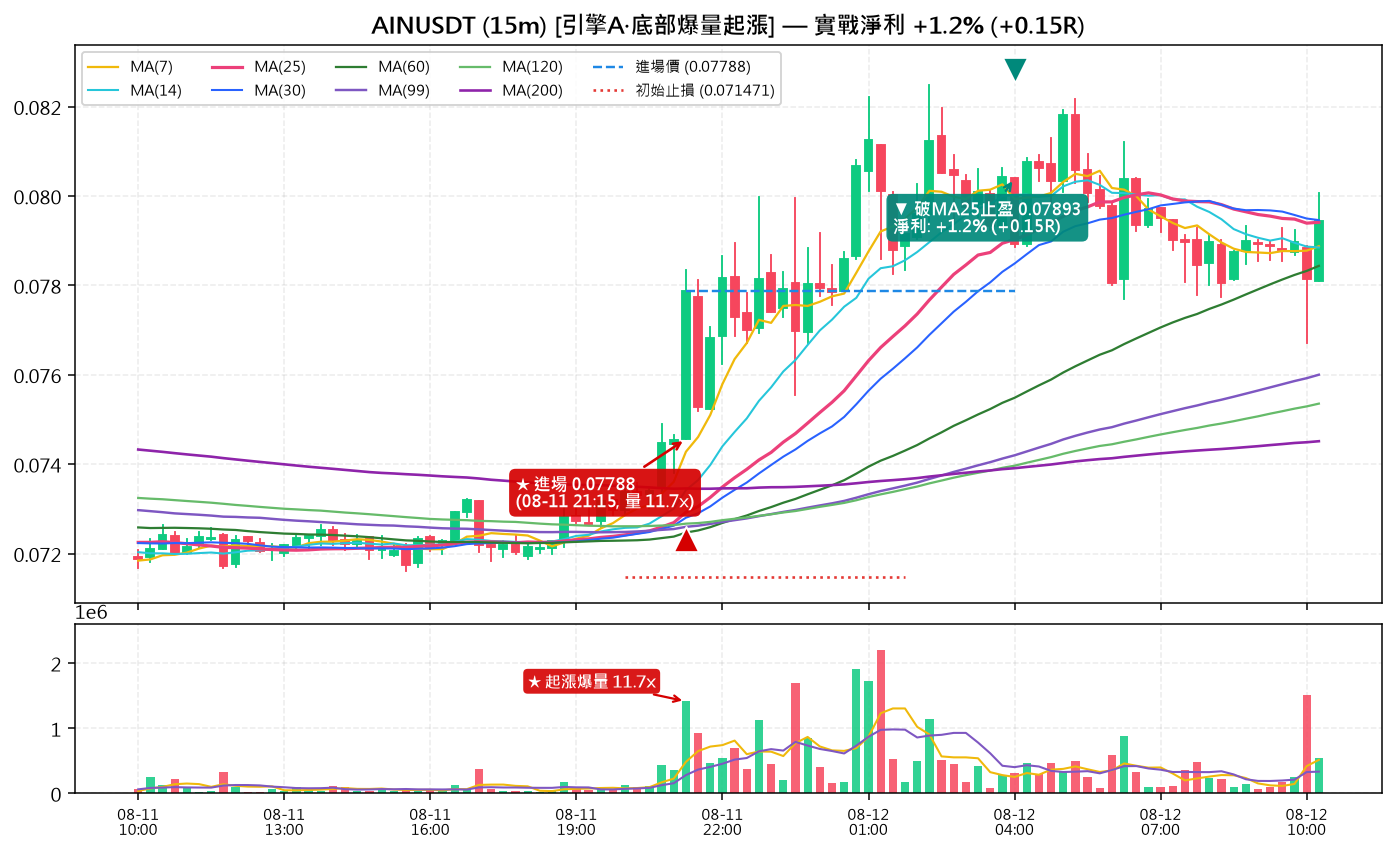 AINUSDT (15m) [引擎A·底部爆量起漲] — 實戰淨利 +1.2% (+0.15R)
MA(7) MA(25) MA(60) MA(120) 進場價 (0.07788)
MA(14) MA(30) MA(99) MA(200) 初始止損 (0.071471)
0.082
0.080
0.078
0.076
0.074
0.072
▼ 破MA25止盈 0.07893
淨利: +1.2% (+0.15R)
★ 進場 0.07788
(08-11 21:15, 量 11.7x)
1e6
2
1
0
★ 起漲爆量 11.7x
08-11 08-11 08-11 08-11 08-11 08-12 08-12 08-12 08-12
10:00 13:00 16:00 19:00 22:00 01:00 04:00 07:00 10:00